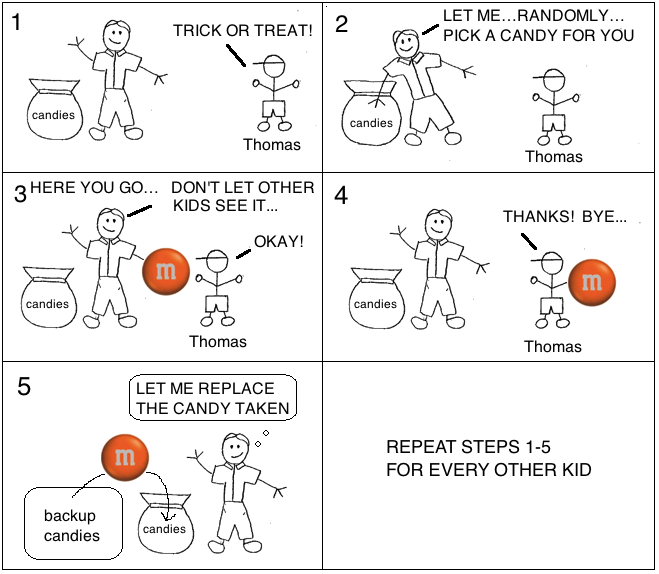 1
TRICK OR TREAT!
candies
Thomas
2
LET ME...RANDOMLY...
PICK A CANDY FOR YOU
candies
Thomas
3
HERE YOU GO...
DON'T LET OTHER
KIDS SEE IT...
OKAY!
m
candies
Thomas
4
THANKS! BYE...
m
candies
Thomas
5
LET ME REPLACE
THE CANDY TAKEN
m
backup
candies
candies
REPEAT STEPS 1-5
FOR EVERY OTHER KID